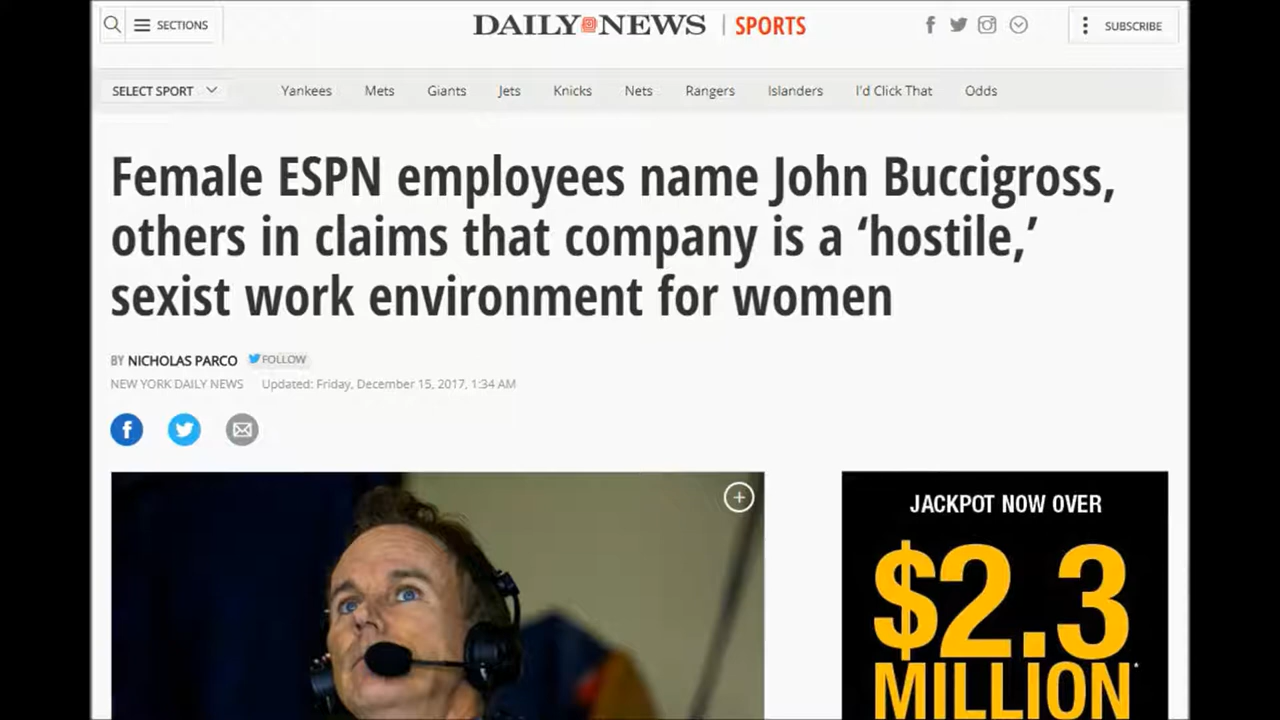 SECTIONS
DAILY NEWS | SPORTS
SUBSCRIBE
SELECT SPORT
Yankees Mets Giants Jets Knicks Nets Rangers Islanders I'd Click That Odds
Female ESPN employees name John Buccigross,
others in claims that company is a ‘hostile,’
sexist work environment for women
BY NICHOLAS PARCO FOLLOW
NEW YORK DAILY NEWS Updated: Friday, December 15, 2017, 1:34 AM
JACKPOT NOW OVER
$2.3
MILLION*